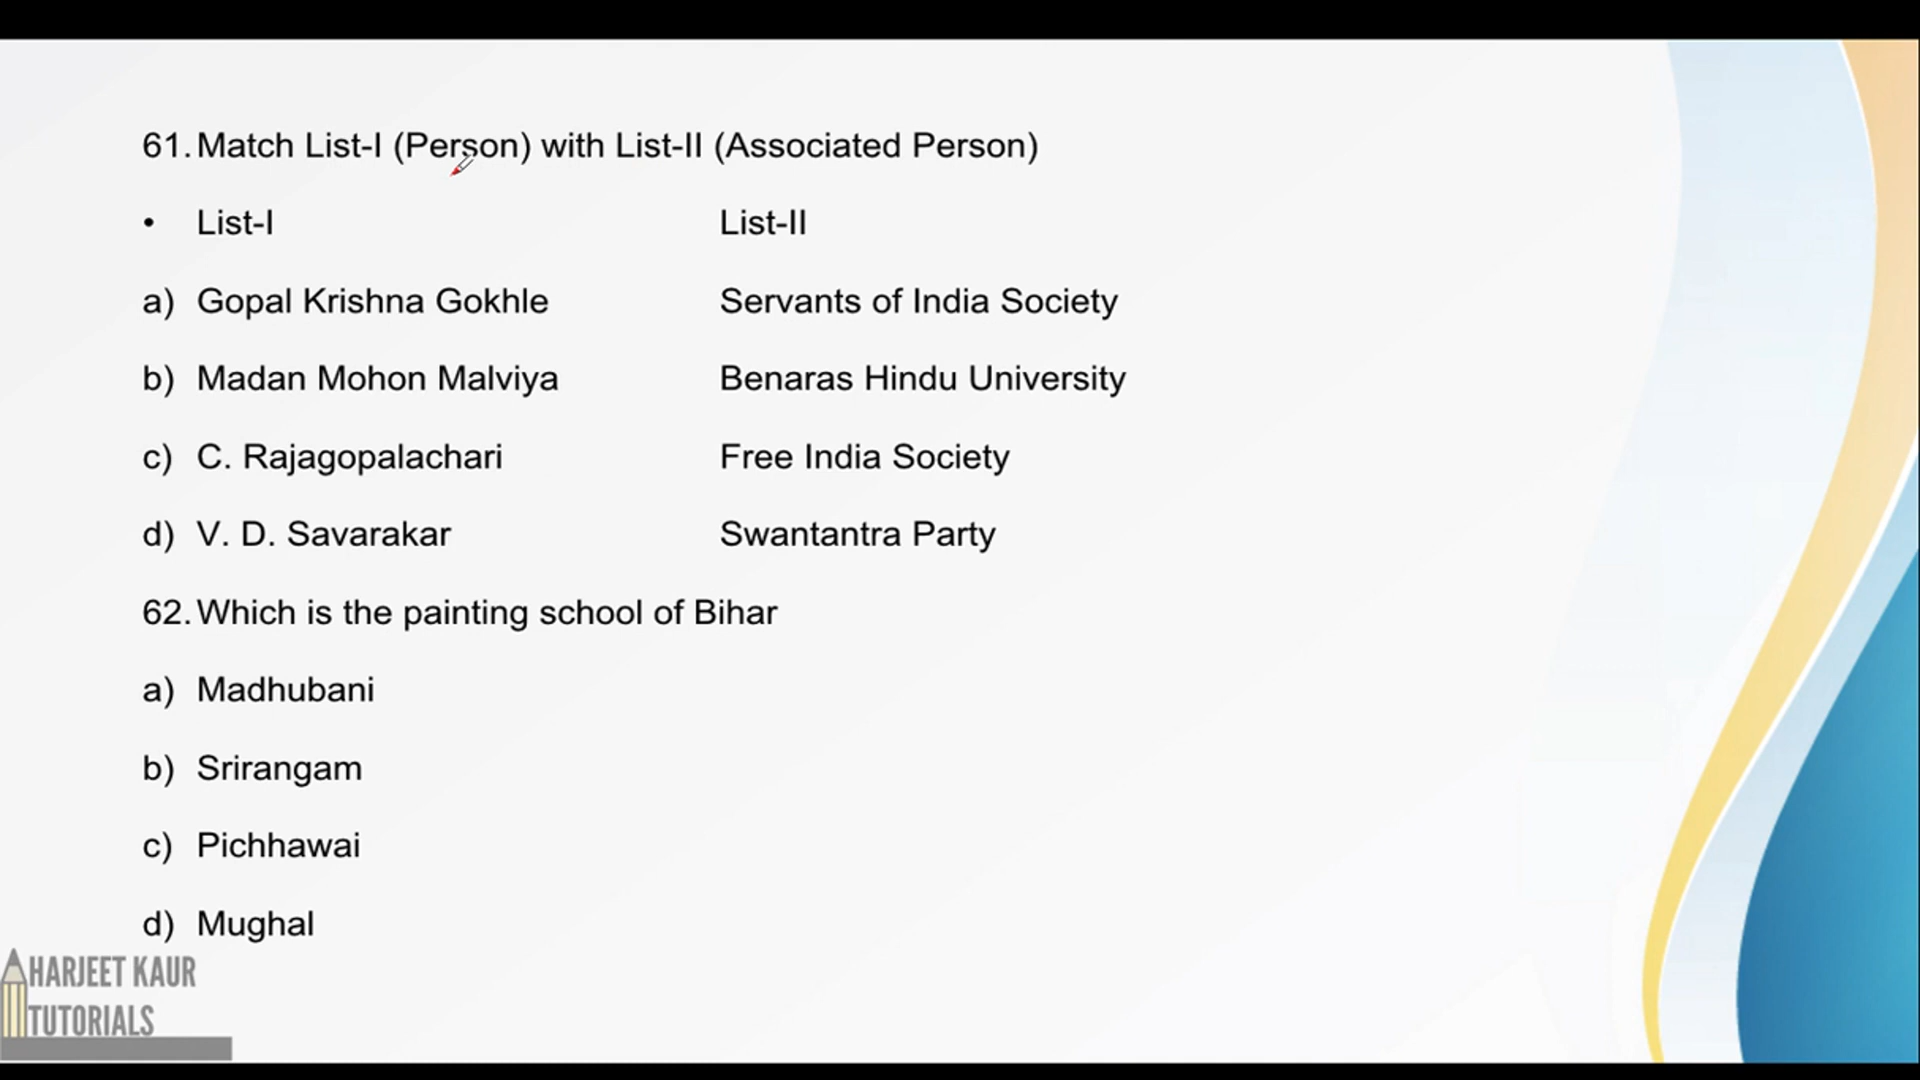 61. Match List-I (Person) with List-II (Associated Person)
• List-I List-II
a) Gopal Krishna Gokhle Servants of India Society
b) Madan Mohon Malviya Benaras Hindu University
c) C. Rajagopalachari Free India Society
d) V. D. Savarakar Swantantra Party
62. Which is the painting school of Bihar
a) Madhubani
b) Srirangam
c) Pichhawai
d) Mughal
HARJEET KAUR
TUTORIALS